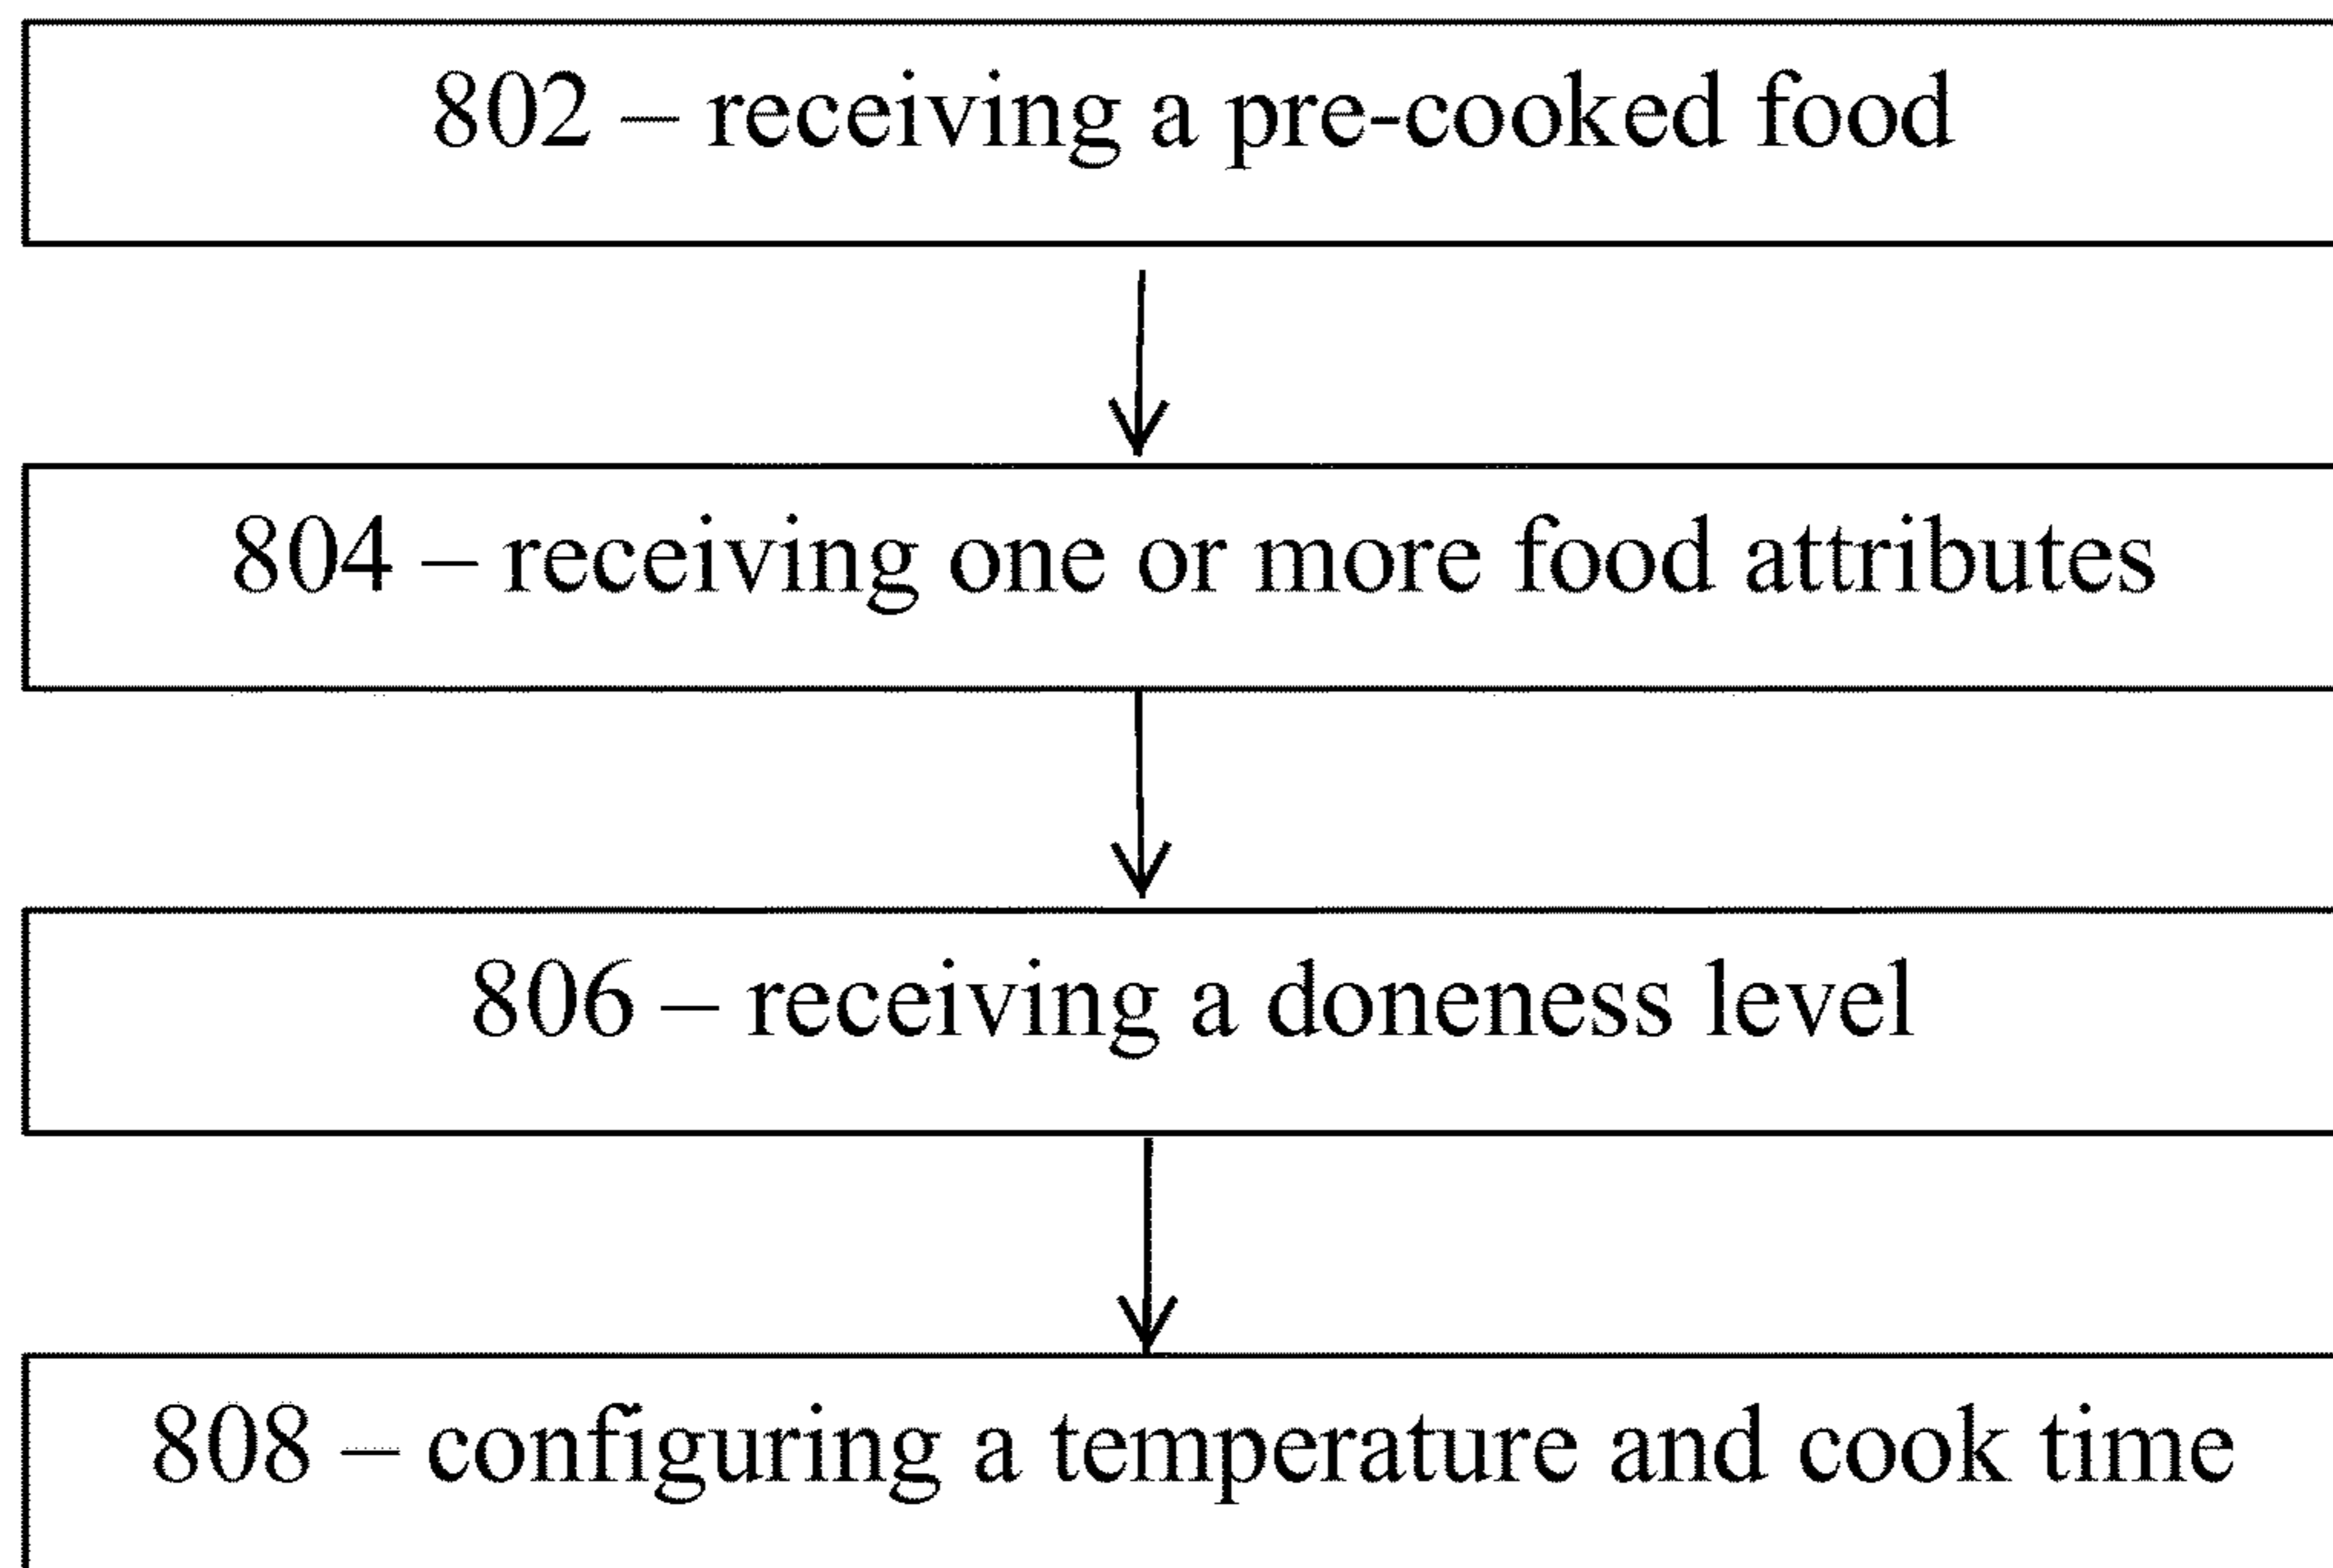 802 – receiving a pre-cooked food
804 – receiving one or more food attributes
806 – receiving a doneness level
808 – configuring a temperature and cook time